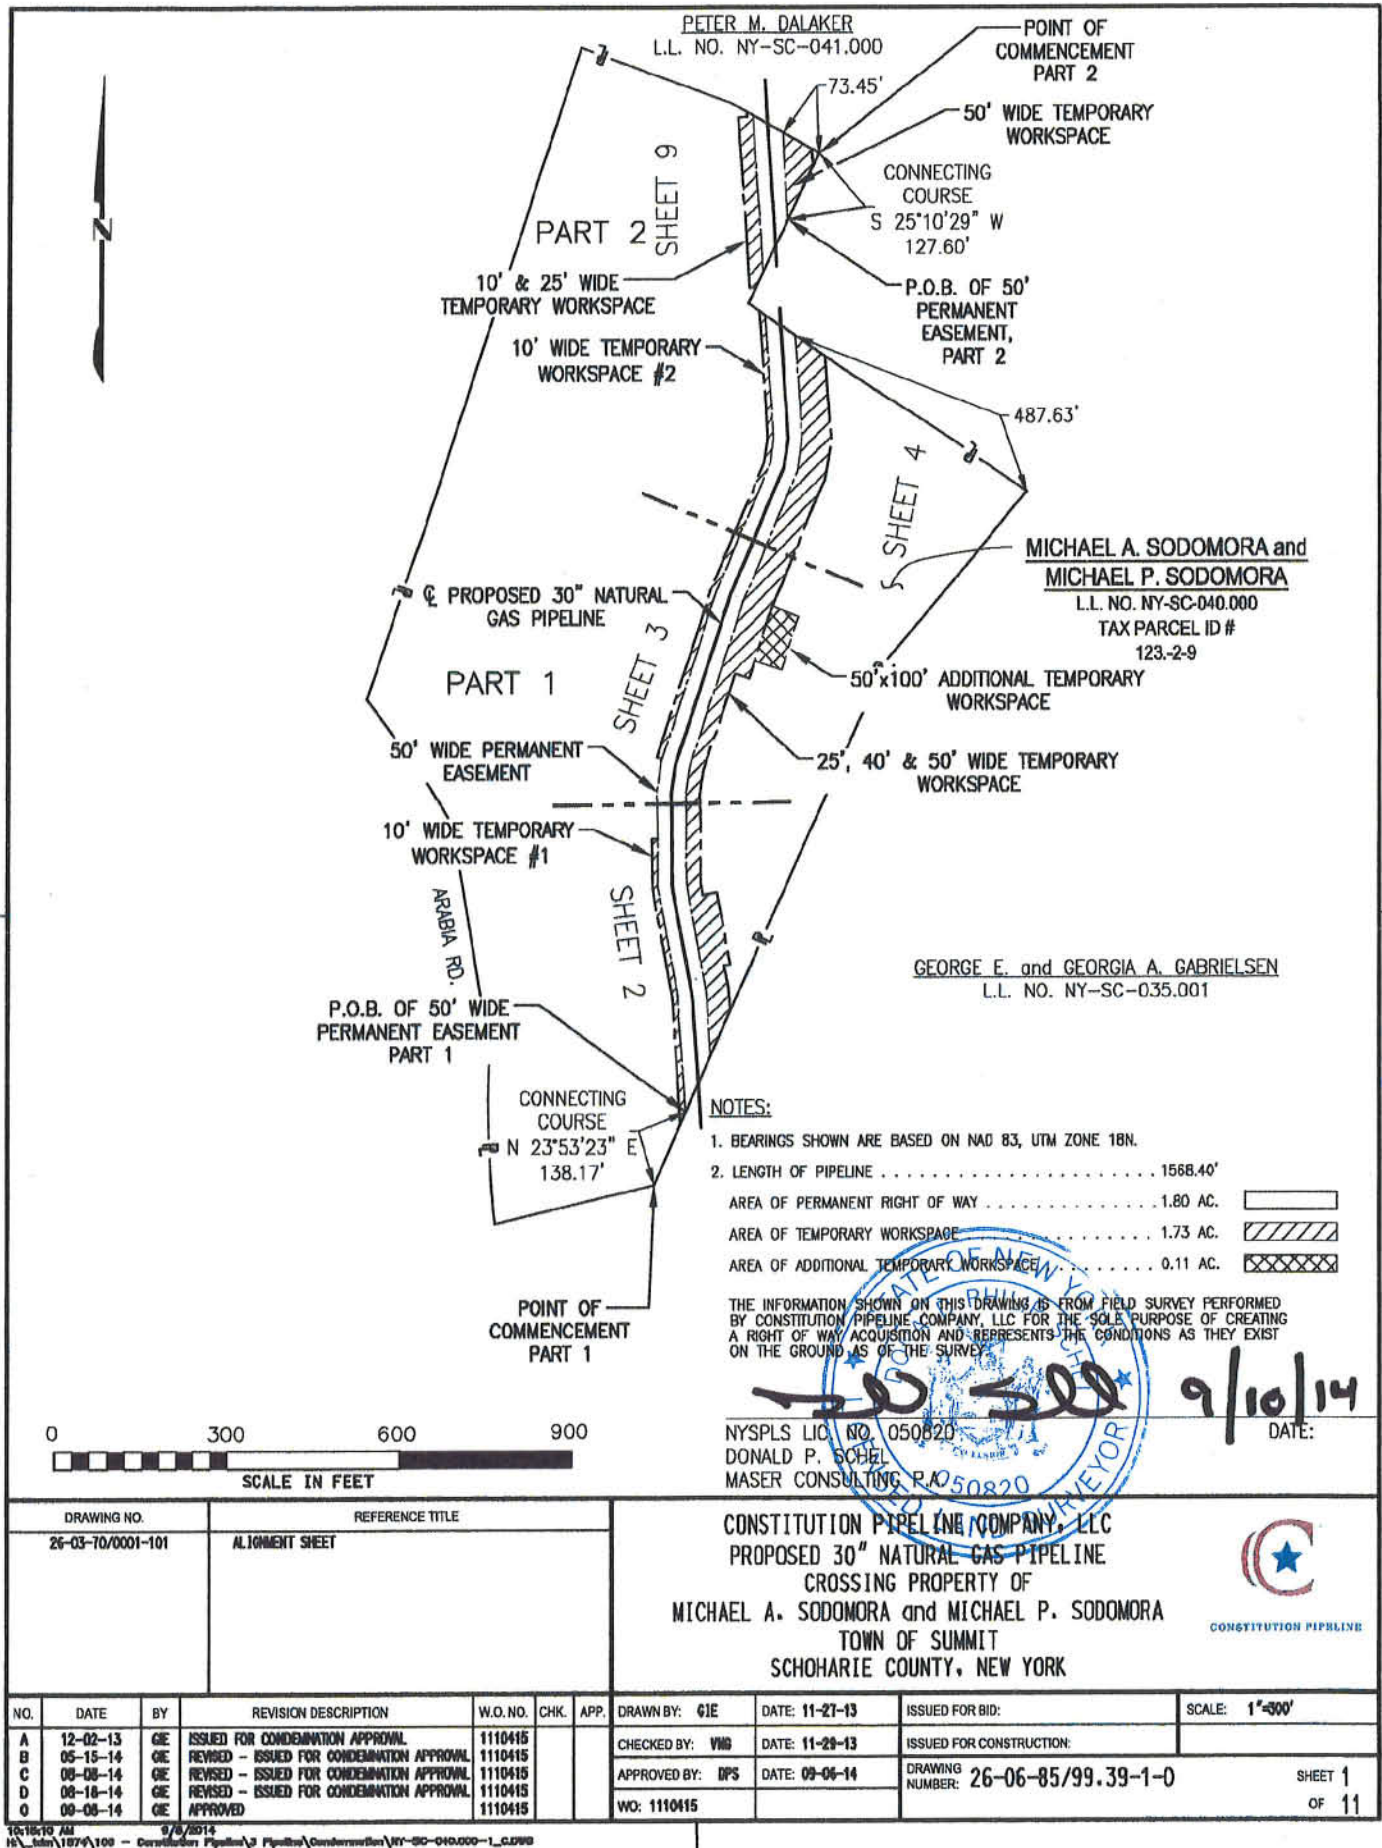 PETER M. DALAKER
L.L. NO. NY-SC-041.000
POINT OF
COMMENCEMENT
PART 2
73.45'
50' WIDE TEMPORARY
WORKSPACE
CONNECTING
COURSE
S 25°10'29" W
127.60'
SHEET 9
PART 2
N
10' & 25' WIDE
TEMPORARY WORKSPACE
P.O.B. OF 50'
PERMANENT
EASEMENT,
PART 2
10' WIDE TEMPORARY
WORKSPACE #2
487.63'
SHEET 4
MICHAEL A. SODOMORA and
MICHAEL P. SODOMORA
L.L. NO. NY-SC-040.000
TAX PARCEL ID #
123.-2-9
℄ PROPOSED 30" NATURAL
GAS PIPELINE
SHEET 3
PART 1
50'x100' ADDITIONAL TEMPORARY
WORKSPACE
50' WIDE PERMANENT
EASEMENT
25', 40' & 50' WIDE TEMPORARY
WORKSPACE
10' WIDE TEMPORARY
WORKSPACE #1
ARABIA RD.
SHEET 2
GEORGE E. and GEORGIA A. GABRIELSEN
L.L. NO. NY-SC-035.001
P.O.B. OF 50' WIDE
PERMANENT EASEMENT
PART 1
CONNECTING
COURSE
N 23°53'23" E
138.17'
POINT OF
COMMENCEMENT
PART 1
NOTES:
1. BEARINGS SHOWN ARE BASED ON NAD 83, UTM ZONE 18N.
2. LENGTH OF PIPELINE . . . . . . . . . . . . . . . . . . . . . . . . . 1568.40'
AREA OF PERMANENT RIGHT OF WAY . . . . . . . . . . . . . . . 1.80 AC.
AREA OF TEMPORARY WORKSPACE . . . . . . . . . . . . . . . . 1.73 AC.
AREA OF ADDITIONAL TEMPORARY WORKSPACE . . . . . . . . . 0.11 AC.
THE INFORMATION SHOWN ON THIS DRAWING IS FROM FIELD SURVEY PERFORMED
BY CONSTITUTION PIPELINE COMPANY, LLC FOR THE SOLE PURPOSE OF CREATING
A RIGHT OF WAY ACQUISITION AND REPRESENTS THE CONDITIONS AS THEY EXIST
ON THE GROUND AS OF THE SURVEY.
STATE OF NEW YORK
LICENSED LAND SURVEYOR
050820
9/10/14
NYSPLS LIC. NO. 050820
DATE:
DONALD P. SCHEL
MASER CONSULTING P.A.
0 300 600 900
SCALE IN FEET
DRAWING NO. REFERENCE TITLE
26-03-70/0001-101 ALIGNMENT SHEET
CONSTITUTION PIPELINE COMPANY, LLC
PROPOSED 30" NATURAL GAS PIPELINE
CROSSING PROPERTY OF
MICHAEL A. SODOMORA and MICHAEL P. SODOMORA
TOWN OF SUMMIT
SCHOHARIE COUNTY, NEW YORK
CONSTITUTION PIPELINE
NO. DATE BY REVISION DESCRIPTION W.O. NO. CHK. APP.
A 12-02-13 GIE ISSUED FOR CONDEMNATION APPROVAL 1110415
B 05-15-14 GIE REVISED - ISSUED FOR CONDEMNATION APPROVAL 1110415
C 08-08-14 GIE REVISED - ISSUED FOR CONDEMNATION APPROVAL 1110415
D 08-18-14 GIE REVISED - ISSUED FOR CONDEMNATION APPROVAL 1110415
0 09-08-14 GIE APPROVED 1110415
DRAWN BY: GIE DATE: 11-27-13 ISSUED FOR BID: SCALE: 1"=300'
CHECKED BY: VMG DATE: 11-29-13 ISSUED FOR CONSTRUCTION:
APPROVED BY: DPS DATE: 09-06-14 DRAWING NUMBER: 26-06-85/99.39-1-0 SHEET 1
WO: 1110415 OF 11
10:16:10 AM 9/8/2014